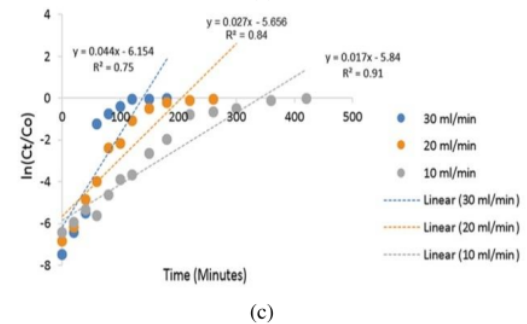 4
y = 0.027x - 5.656
R² = 0.84
2
y = 0.044x - 6.154
R² = 0.75
y = 0.017x - 5.84
R² = 0.91
0
0 100 200 300 400 500
-2
-4
-6
-8
ln(Ct/Co)
Time (Minutes)
30 ml/min
20 ml/min
10 ml/min
Linear (30 ml/min)
Linear (20 ml/min)
Linear (10 ml/min)
(c)